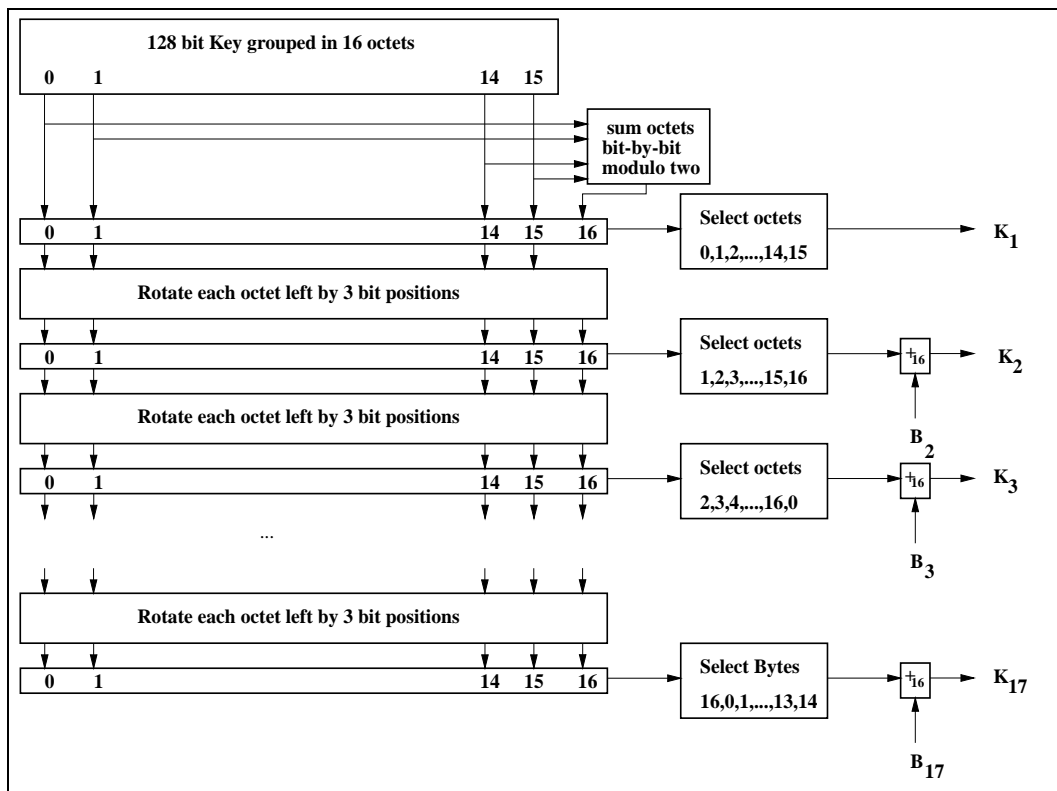 128 bit Key grouped in 16 octets
0 1 14 15
sum octets
bit-by-bit
modulo two
0 1 14 15 16
Select octets
0,1,2,...,14,15
K1
Rotate each octet left by 3 bit positions
0 1 14 15 16
Select octets
1,2,3,...,15,16
+16
K2
B2
Rotate each octet left by 3 bit positions
0 1 14 15 16
Select octets
2,3,4,...,16,0
+16
K3
B3
...
Rotate each octet left by 3 bit positions
0 1 14 15 16
Select Bytes
16,0,1,...,13,14
+16
K17
B17